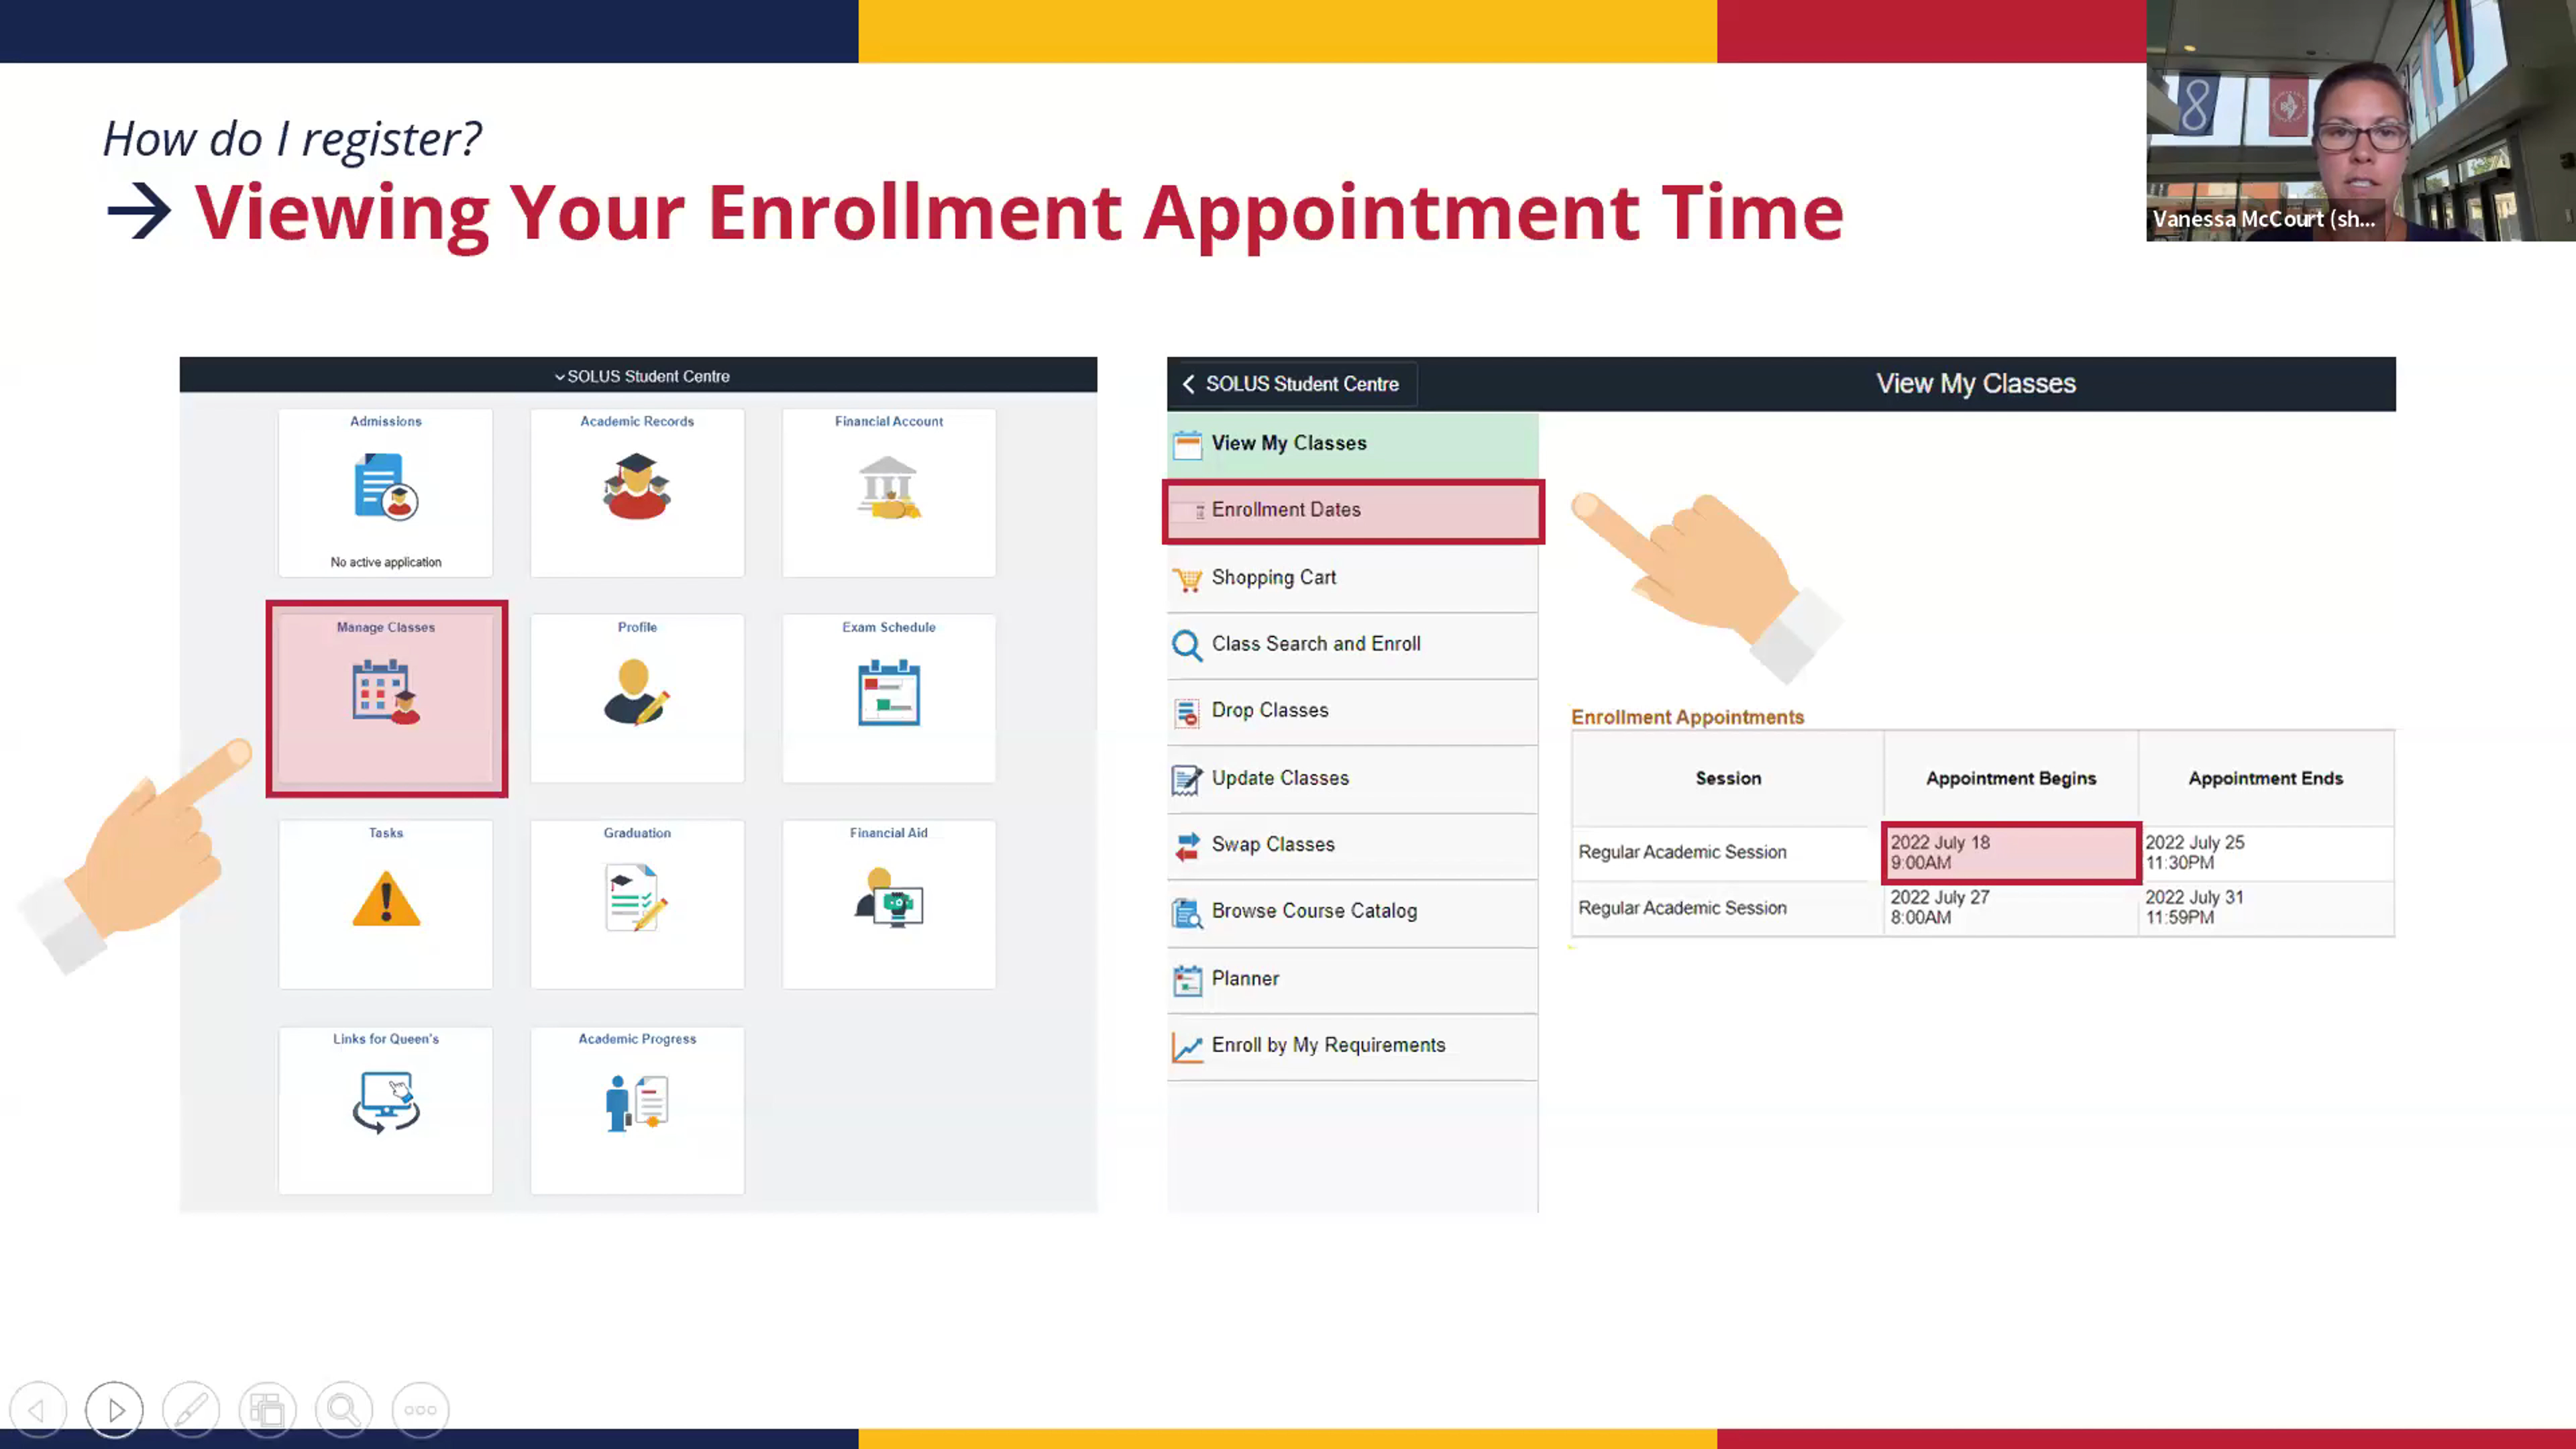 How do I register?
→ Viewing Your Enrollment Appointment Time
Vanessa McCourt (sh...
SOLUS Student Centre
Admissions
No active application
Academic Records
Financial Account
Manage Classes
Profile
Exam Schedule
Tasks
Graduation
Financial Aid
Links for Queen's
Academic Progress
SOLUS Student Centre
View My Classes
View My Classes
Enrollment Dates
Shopping Cart
Class Search and Enroll
Drop Classes
Update Classes
Swap Classes
Browse Course Catalog
Planner
Enroll by My Requirements
Enrollment Appointments
Session Appointment Begins Appointment Ends
Regular Academic Session 2022 July 18 9:00AM 2022 July 25 11:30PM
Regular Academic Session 2022 July 27 8:00AM 2022 July 31 11:59PM